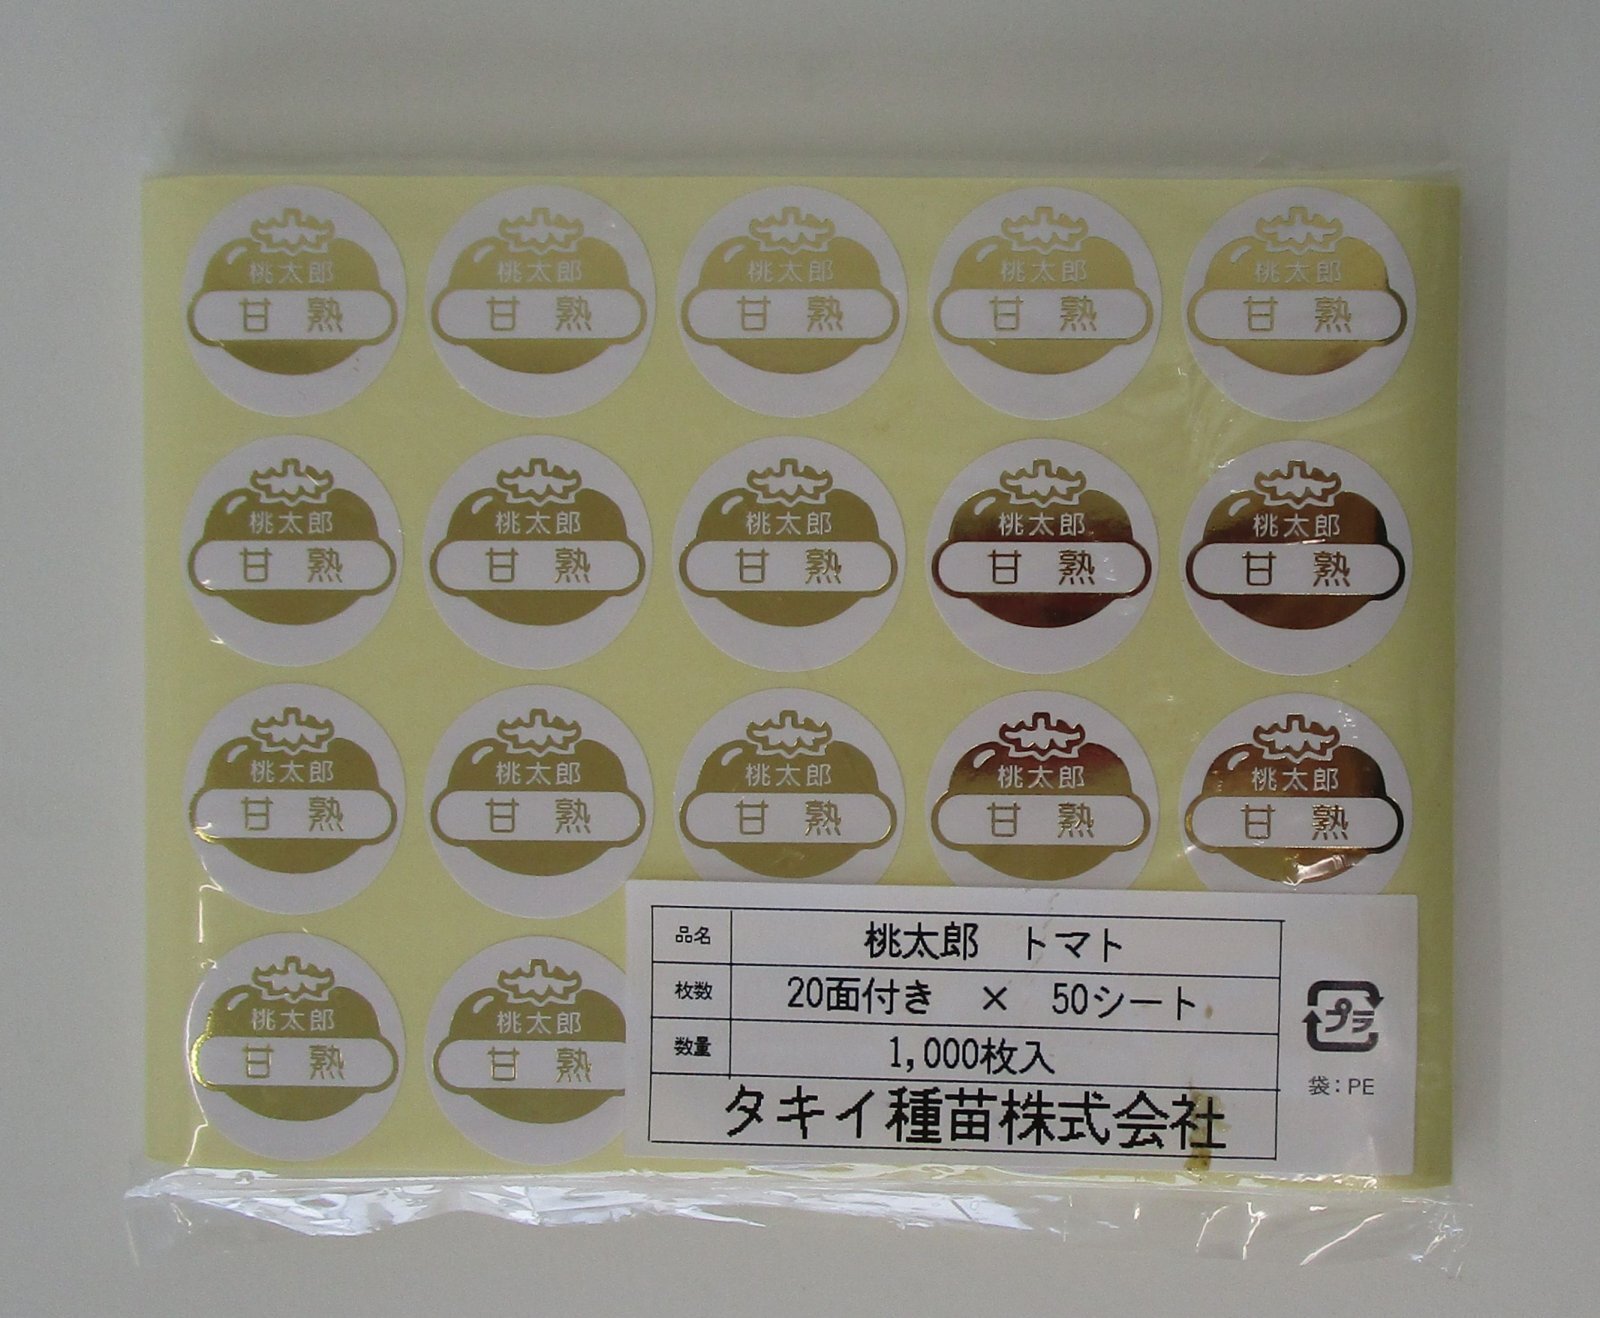 桃太郎 桃太郎 桃太郎 桃太郎 桃太郎
甘熟 甘熟 甘熟 甘熟 甘熟
桃太郎 桃太郎 桃太郎 桃太郎 桃太郎
甘熟 甘熟 甘熟 甘熟 甘熟
桃太郎 桃太郎 桃太郎 桃太郎 桃太郎
甘熟 甘熟 甘熟 甘熟 甘熟
桃太郎 桃太郎
甘熟 甘熟
品名 桃太郎 トマト
枚数 20面付き × 50シート
数量 1,000枚入
タキイ種苗株式会社
プラ
袋:PE